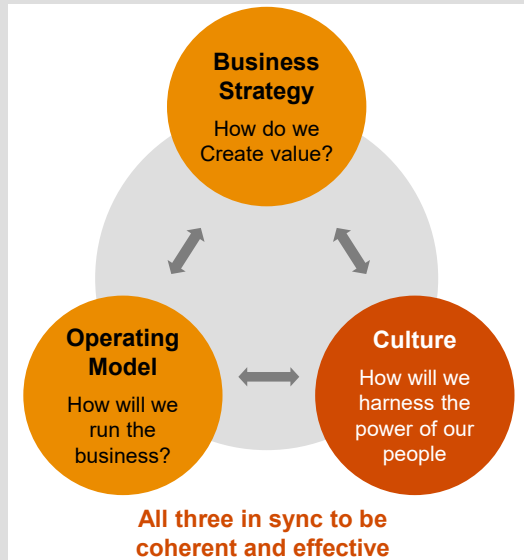 Business
Strategy
How do we
Create value?
Operating
Model
How will we
run the
business?
Culture
How will we
harness the
power of our
people
All three in sync to be
coherent and effective